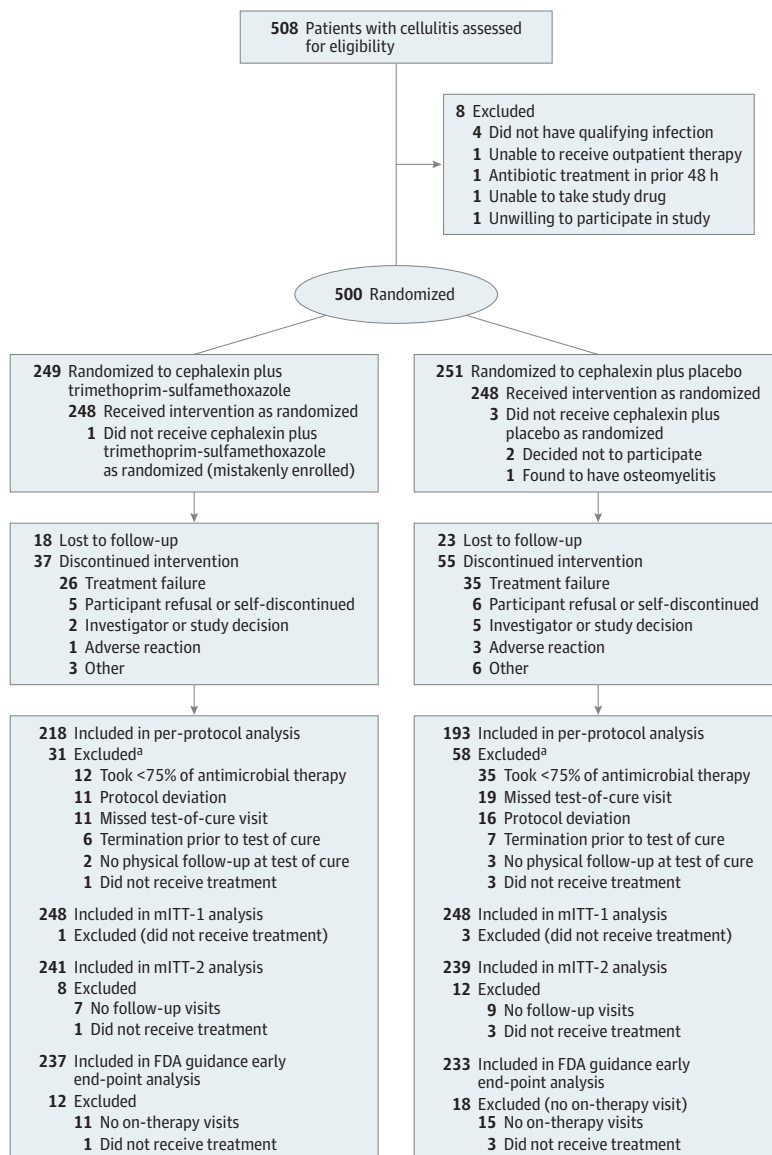 508 Patients with cellulitis assessed
for eligibility
8 Excluded
4 Did not have qualifying infection
1 Unable to receive outpatient therapy
1 Antibiotic treatment in prior 48 h
1 Unable to take study drug
1 Unwilling to participate in study
500 Randomized
249 Randomized to cephalexin plus
trimethoprim-sulfamethoxazole
248 Received intervention as randomized
1 Did not receive cephalexin plus
trimethoprim-sulfamethoxazole
as randomized (mistakenly enrolled)
251 Randomized to cephalexin plus placebo
248 Received intervention as randomized
3 Did not receive cephalexin plus
placebo as randomized
2 Decided not to participate
1 Found to have osteomyelitis
18 Lost to follow-up
37 Discontinued intervention
26 Treatment failure
5 Participant refusal or self-discontinued
2 Investigator or study decision
1 Adverse reaction
3 Other
23 Lost to follow-up
55 Discontinued intervention
35 Treatment failure
6 Participant refusal or self-discontinued
5 Investigator or study decision
3 Adverse reaction
6 Other
218 Included in per-protocol analysis
31 Excludedª
12 Took <75% of antimicrobial therapy
11 Protocol deviation
11 Missed test-of-cure visit
6 Termination prior to test of cure
2 No physical follow-up at test of cure
1 Did not receive treatment
248 Included in mITT-1 analysis
1 Excluded (did not receive treatment)
241 Included in mITT-2 analysis
8 Excluded
7 No follow-up visits
1 Did not receive treatment
237 Included in FDA guidance early
end-point analysis
12 Excluded
11 No on-therapy visits
1 Did not receive treatment
193 Included in per-protocol analysis
58 Excludedª
35 Took <75% of antimicrobial therapy
19 Missed test-of-cure visit
16 Protocol deviation
7 Termination prior to test of cure
3 No physical follow-up at test of cure
3 Did not receive treatment
248 Included in mITT-1 analysis
3 Excluded (did not receive treatment)
239 Included in mITT-2 analysis
12 Excluded
9 No follow-up visits
3 Did not receive treatment
233 Included in FDA guidance early
end-point analysis
18 Excluded (no on-therapy visit)
15 No on-therapy visits
3 Did not receive treatment